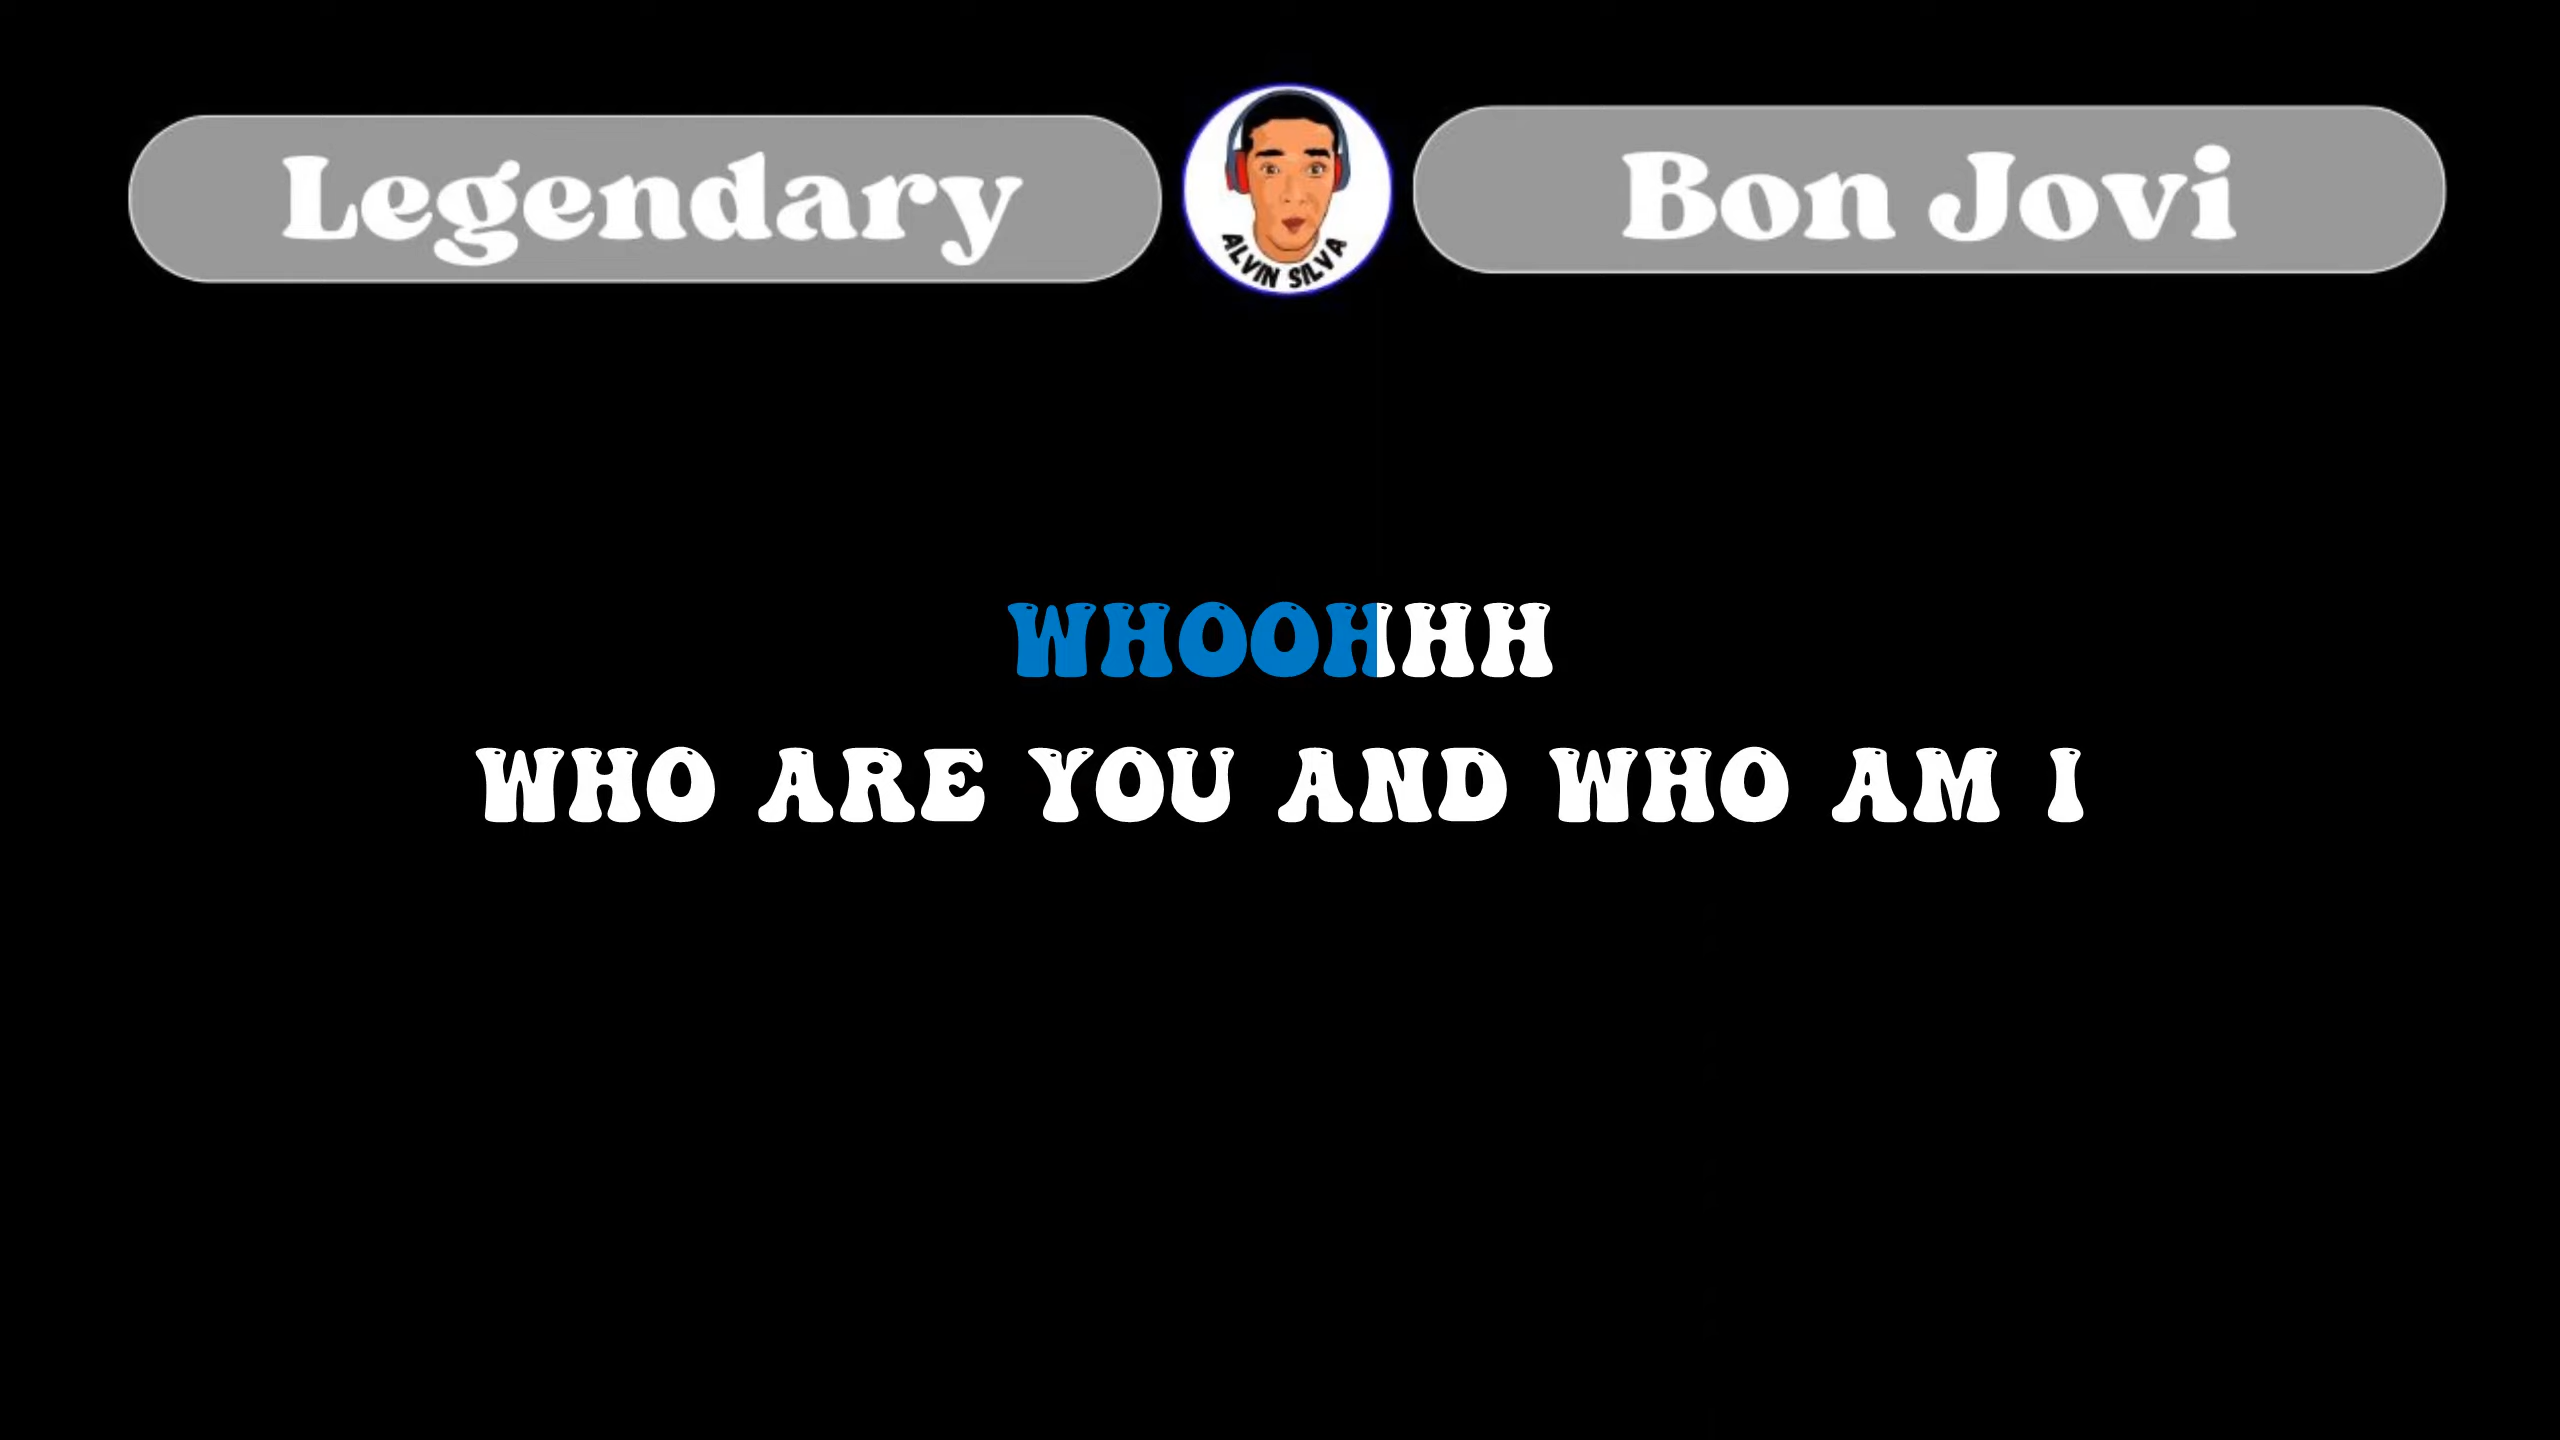 Legendary
ALVIN SILVA
Bon Jovi
WHOOHHH
WHO ARE YOU AND WHO AM I